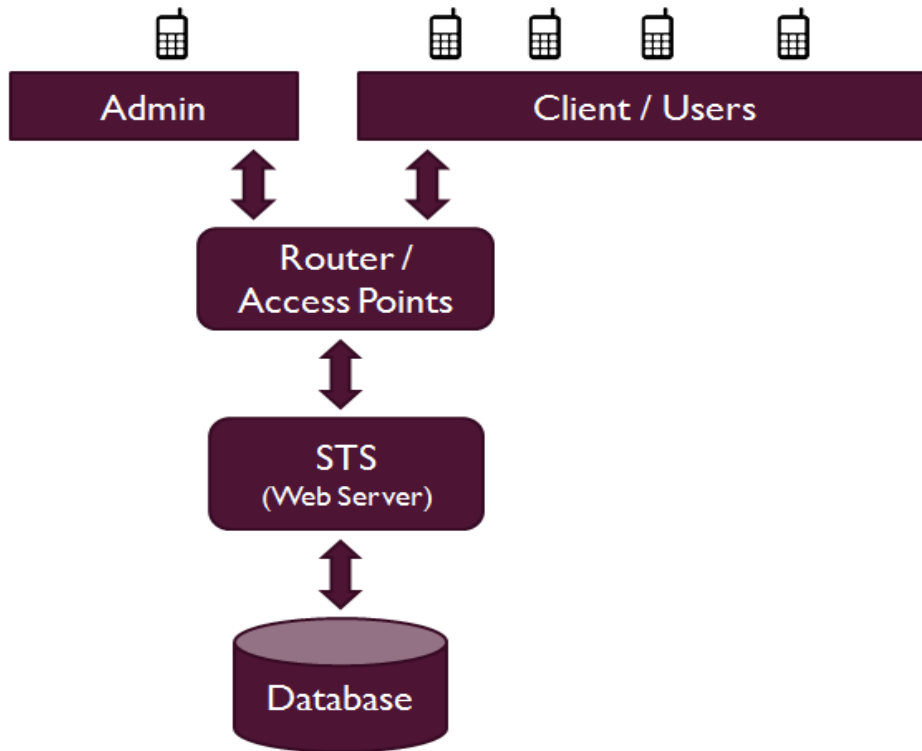 Admin
Client / Users
Router /
Access Points
STS
(Web Server)
Database